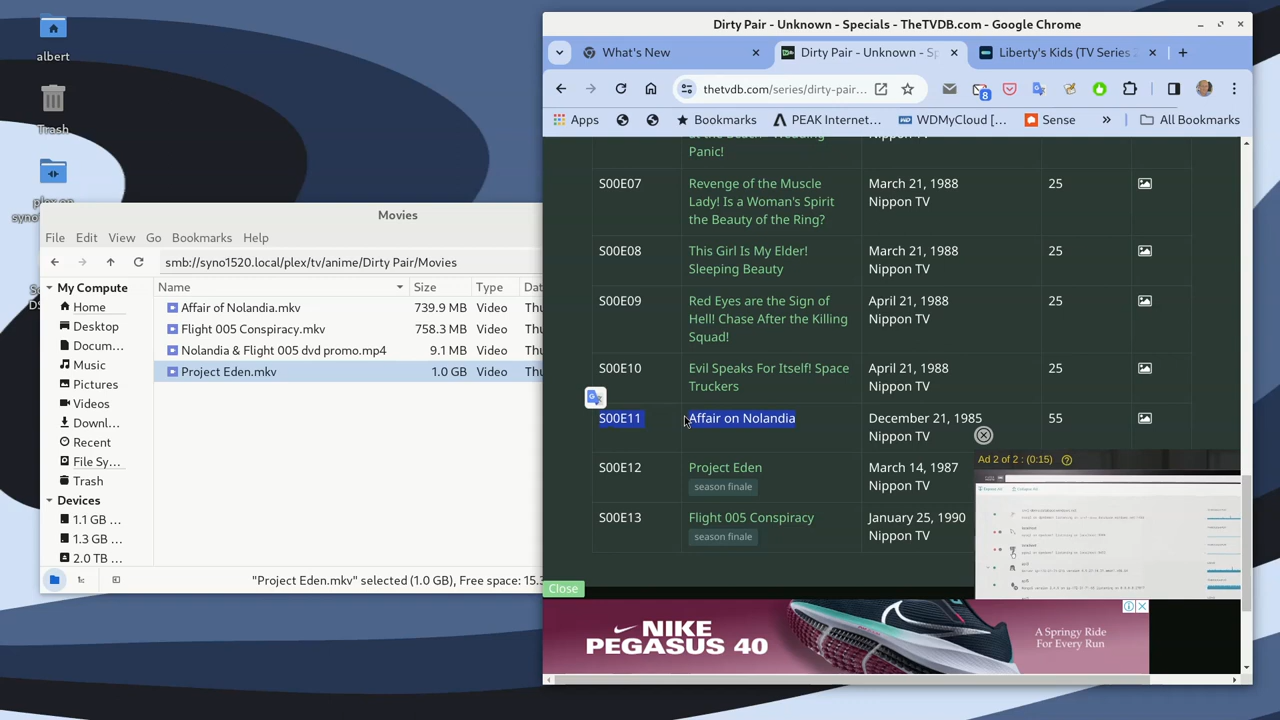 albert
Trash
plex on
Movies
File Edit View Go Bookmarks Help
smb://syno1520.local/plex/tv/anime/Dirty Pair/Movies
My Compute
Home
Desktop
Docum...
Music
Pictures
Videos
Downl...
Recent
File Sy...
Trash
Devices
1.1 GB ...
1.3 GB ...
2.0 TB ...
Name Size Type Dat
Affair of Nolandia.mkv 739.9 MB Video Thu
Flight 005 Conspiracy.mkv 758.3 MB Video Thu
Nolandia & Flight 005 dvd promo.mp4 9.1 MB Video Thu
Project Eden.mkv 1.0 GB Video Thu
"Project Eden.mkv" selected (1.0 GB), Free space: 15.
Dirty Pair - Unknown - Specials - TheTVDB.com - Google Chrome
What's New
Dirty Pair - Unknown - Sp
Liberty's Kids (TV Series 2
thetvdb.com/series/dirty-pair...
8
Apps
Bookmarks
PEAK Internet...
WDMyCloud [...
WD
Sense
» All Bookmarks
at the Beach - Wedding
Panic!
S00E07 Revenge of the Muscle Lady! Is a Woman's Spirit the Beauty of the Ring? March 21, 1988 Nippon TV 25
S00E08 This Girl Is My Elder! Sleeping Beauty March 21, 1988 Nippon TV 25
S00E09 Red Eyes are the Sign of Hell! Chase After the Killing Squad! April 21, 1988 Nippon TV 25
S00E10 Evil Speaks For Itself! Space Truckers April 21, 1988 Nippon TV 25
S00E11 Affair on Nolandia December 21, 1985 Nippon TV 55
S00E12 Project Eden season finale March 14, 1987 Nippon TV
S00E13 Flight 005 Conspiracy season finale January 25, 1990 Nippon TV
Ad 2 of 2 : (0:15)
Close
NIKE
PEGASUS 40
A Springy Ride
For Every Run